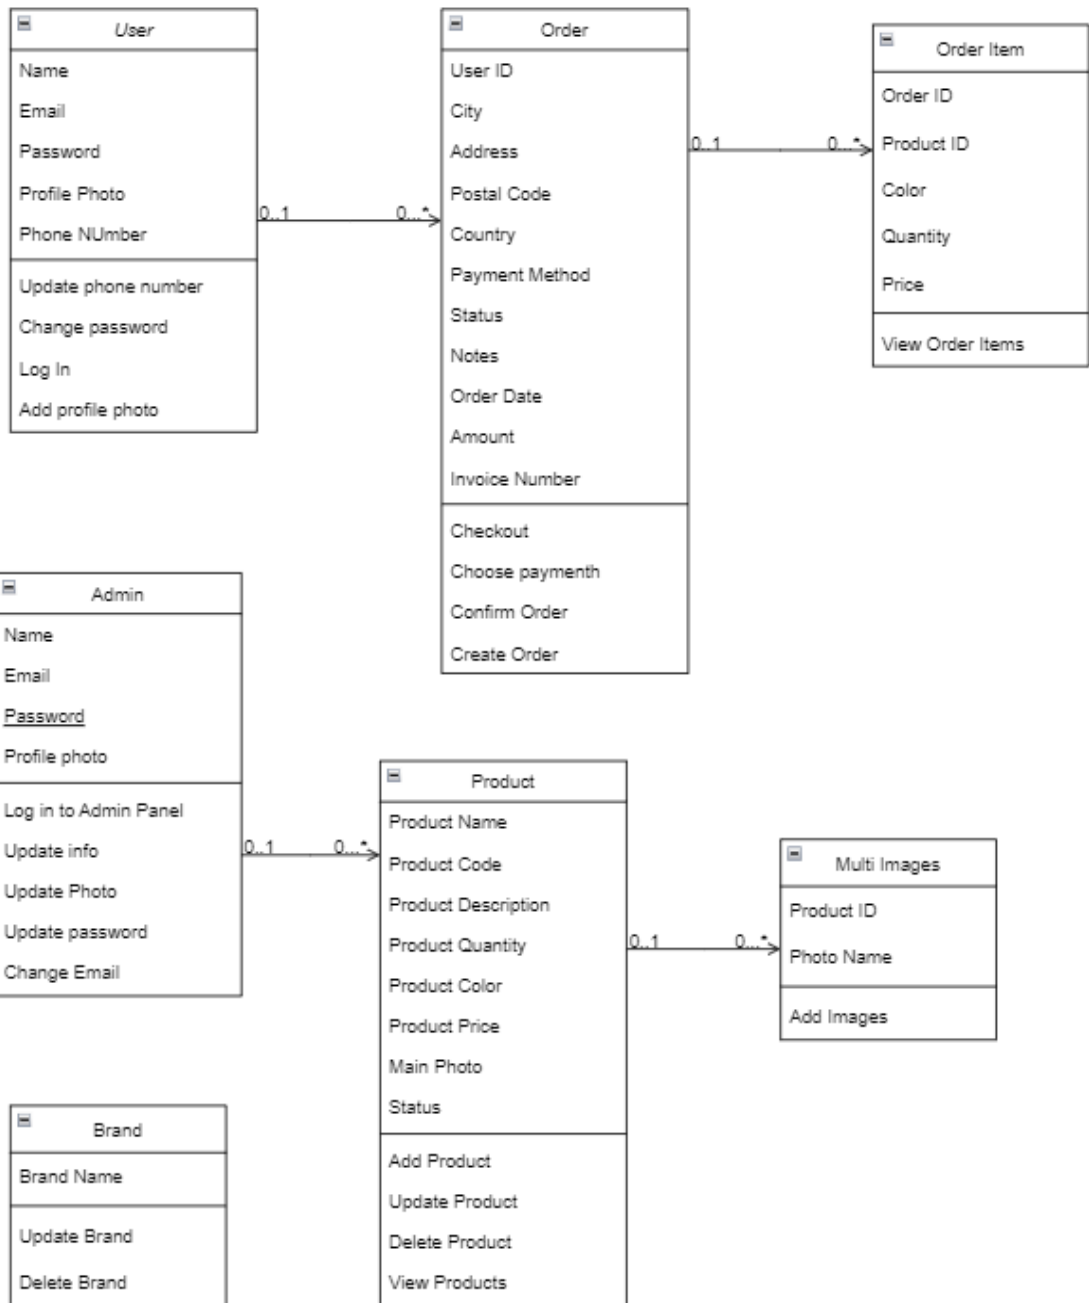 User
Name
Email
Password
Profile Photo
Phone NUmber
Update phone number
Change password
Log In
Add profile photo
0..1
0...*
Order
User ID
City
Address
Postal Code
Country
Payment Method
Status
Notes
Order Date
Amount
Invoice Number
Checkout
Choose paymenth
Confirm Order
Create Order
0..1
0...*
Order Item
Order ID
Product ID
Color
Quantity
Price
View Order Items
Admin
Name
Email
Password
Profile photo
Log in to Admin Panel
Update info
Update Photo
Update password
Change Email
0..1
0...*
Product
Product Name
Product Code
Product Description
Product Quantity
Product Color
Product Price
Main Photo
Status
Add Product
Update Product
Delete Product
View Products
0..1
0...*
Multi Images
Product ID
Photo Name
Add Images
Brand
Brand Name
Update Brand
Delete Brand